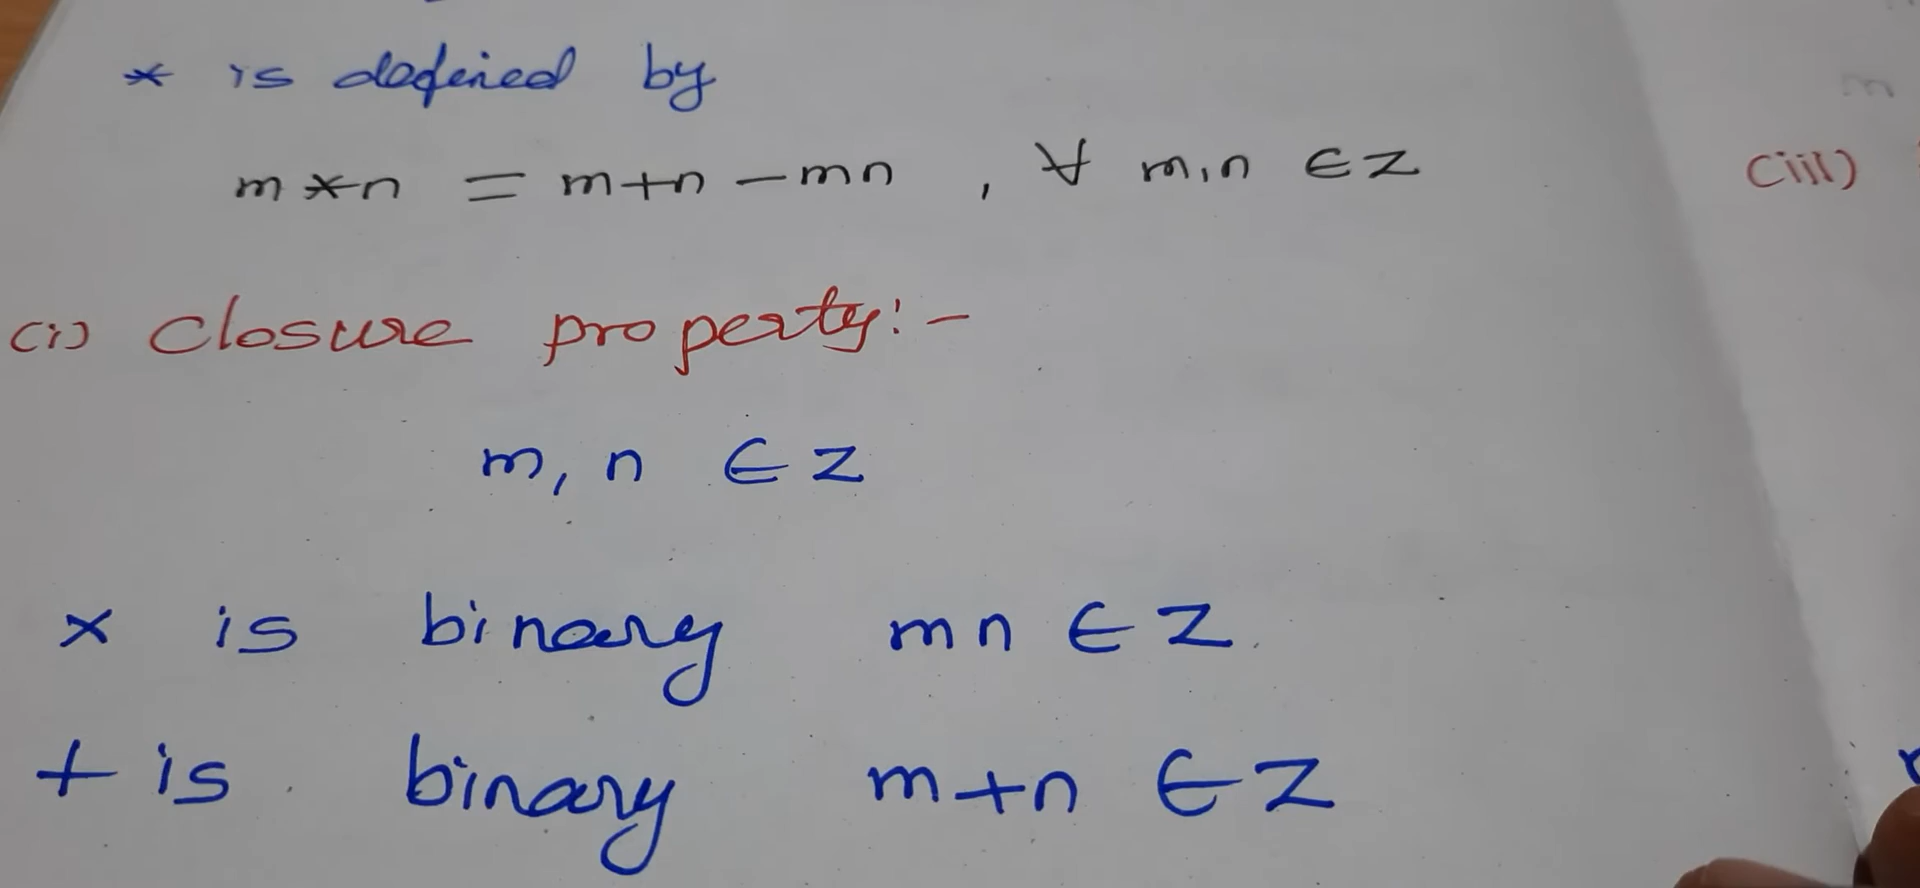 * is defined by
m * n = m+n - mn , ∀ m,n ∈ Z
(iii)
(i) Closure property:-
m, n ∈ Z
× is binary mn ∈ Z.
+ is binary m+n ∈ Z